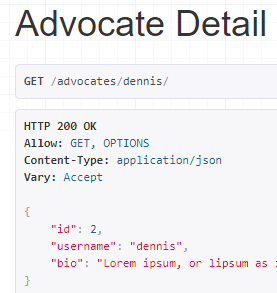 Advocate Detail
GET /advocates/dennis/
HTTP 200 OK
Allow: GET, OPTIONS
Content-Type: application/json
Vary: Accept
{
"id": 2,
"username": "dennis",
"bio": "Lorem ipsum, or lipsum as
}